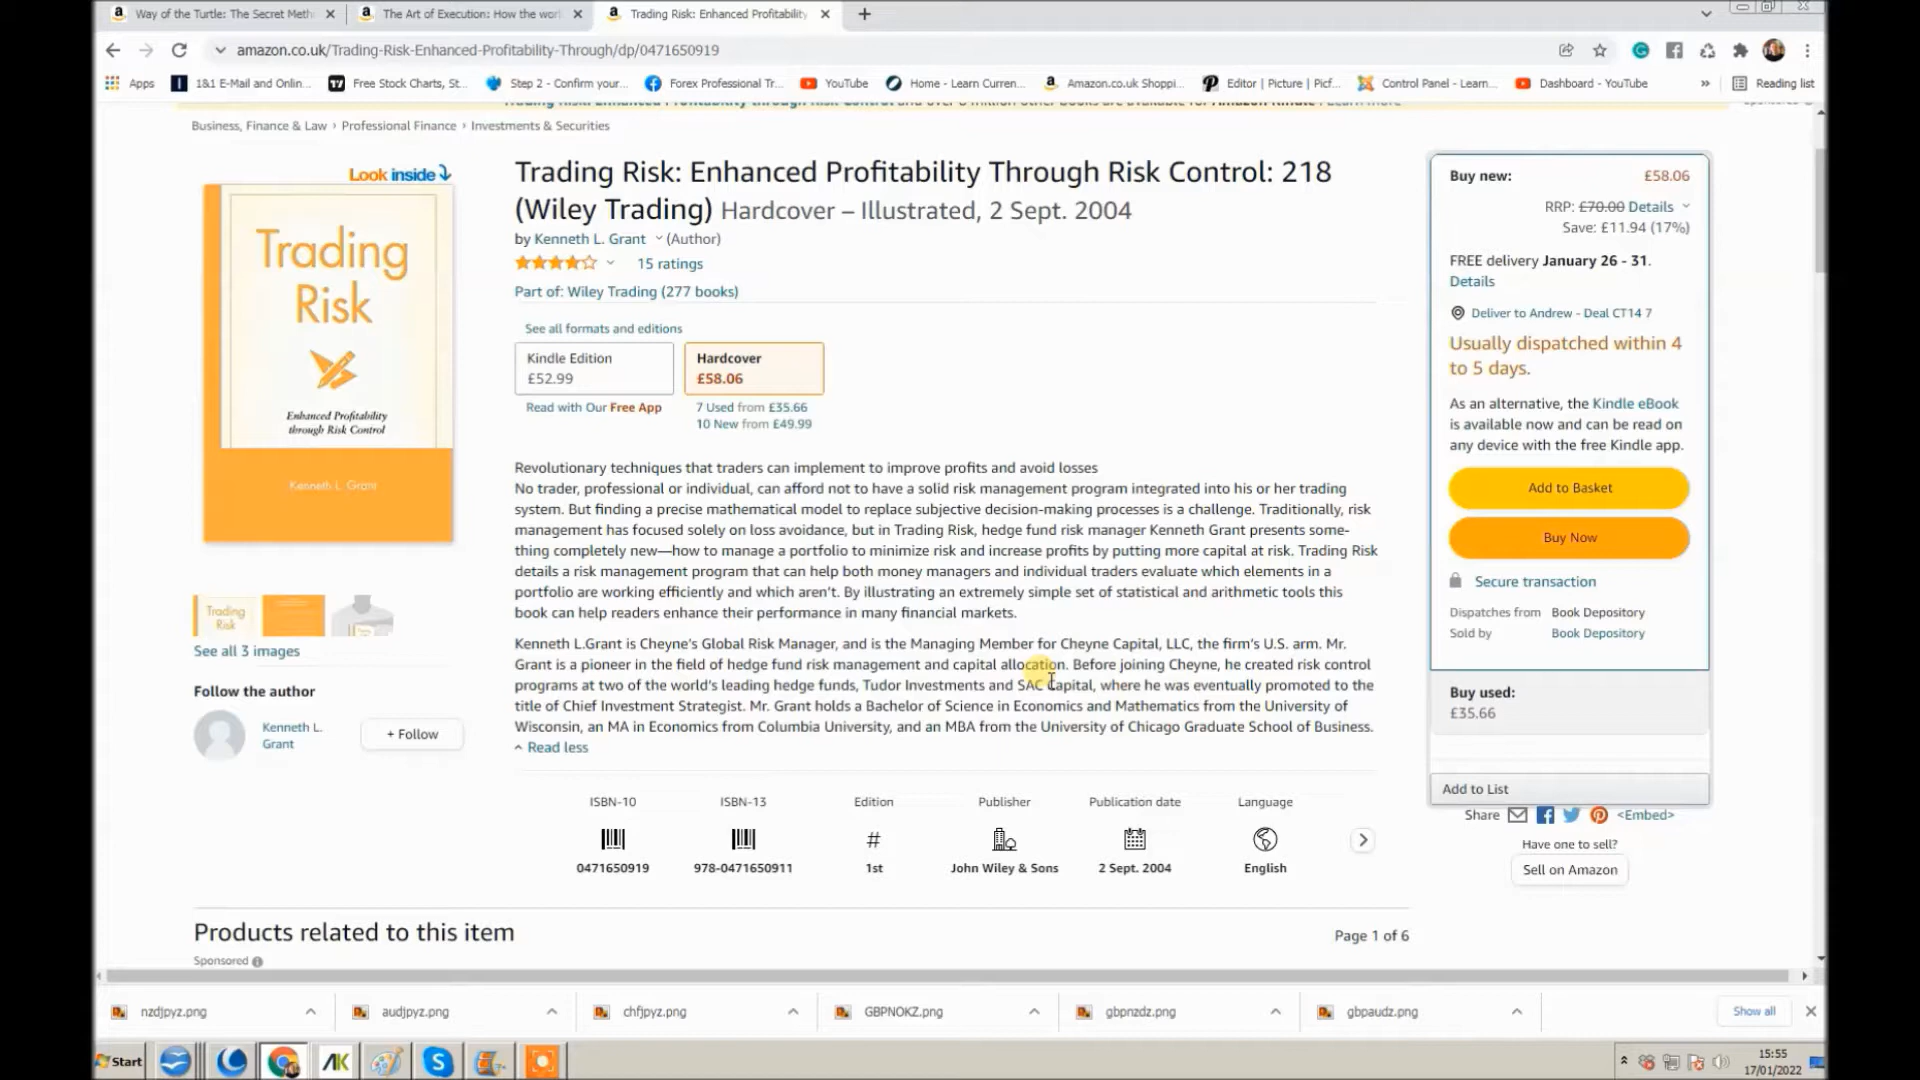 Way of the Turtle: The Secret Meth
The Art of Execution: How the worl
Trading Risk: Enhanced Profitability
amazon.co.uk/Trading-Risk-Enhanced-Profitability-Through/dp/0471650919
Apps
1&1 E-Mail and Onlin...
Free Stock Charts, St...
Step 2 - Confirm your...
Forex Professional Tr...
YouTube
Home - Learn Curren...
Amazon.co.uk Shoppi...
Editor | Picture | Picf...
Control Panel - Learn...
Dashboard - YouTube
»
Reading list
Business, Finance & Law › Professional Finance › Investments & Securities
Look inside
Trading
Risk
Enhanced Profitability
through Risk Control
Kenneth L. Grant
Trading
Risk
See all 3 images
Follow the author
Kenneth L.
Grant
+ Follow
Trading Risk: Enhanced Profitability Through Risk Control: 218
(Wiley Trading) Hardcover – Illustrated, 2 Sept. 2004
by Kenneth L. Grant (Author)
15 ratings
Part of: Wiley Trading (277 books)
See all formats and editions
Kindle Edition
£52.99
Read with Our Free App
Hardcover
£58.06
7 Used from £35.66
10 New from £49.99
Revolutionary techniques that traders can implement to improve profits and avoid losses
No trader, professional or individual, can afford not to have a solid risk management program integrated into his or her trading
system. But finding a precise mathematical model to replace subjective decision-making processes is a challenge. Traditionally, risk
management has focused solely on loss avoidance, but in Trading Risk, hedge fund risk manager Kenneth Grant presents some-
thing completely new—how to manage a portfolio to minimize risk and increase profits by putting more capital at risk. Trading Risk
details a risk management program that can help both money managers and individual traders evaluate which elements in a
portfolio are working efficiently and which aren't. By illustrating an extremely simple set of statistical and arithmetic tools this
book can help readers enhance their performance in many financial markets.
Kenneth L.Grant is Cheyne's Global Risk Manager, and is the Managing Member for Cheyne Capital, LLC, the firm's U.S. arm. Mr.
Grant is a pioneer in the field of hedge fund risk management and capital allocation. Before joining Cheyne, he created risk control
programs at two of the world's leading hedge funds, Tudor Investments and SAC Capital, where he was eventually promoted to the
title of Chief Investment Strategist. Mr. Grant holds a Bachelor of Science in Economics and Mathematics from the University of
Wisconsin, an MA in Economics from Columbia University, and an MBA from the University of Chicago Graduate School of Business.
Read less
ISBN-10
0471650919
ISBN-13
978-0471650911
Edition
#
1st
Publisher
John Wiley & Sons
Publication date
2 Sept. 2004
Language
English
Buy new: £58.06
RRP: £70.00 Details
Save: £11.94 (17%)
FREE delivery January 26 - 31.
Details
Deliver to Andrew - Deal CT14 7
Usually dispatched within 4
to 5 days.
As an alternative, the Kindle eBook
is available now and can be read on
any device with the free Kindle app.
Add to Basket
Buy Now
Secure transaction
Dispatches from Book Depository
Sold by Book Depository
Buy used:
£35.66
Add to List
Share <Embed>
Have one to sell?
Sell on Amazon
Products related to this item
Page 1 of 6
Sponsored
nzdjpyz.png
audjpyz.png
chfjpyz.png
GBPNOKZ.png
gbpnzdz.png
gbpaudz.png
Show all
Start
AK
15:55
17/01/2022